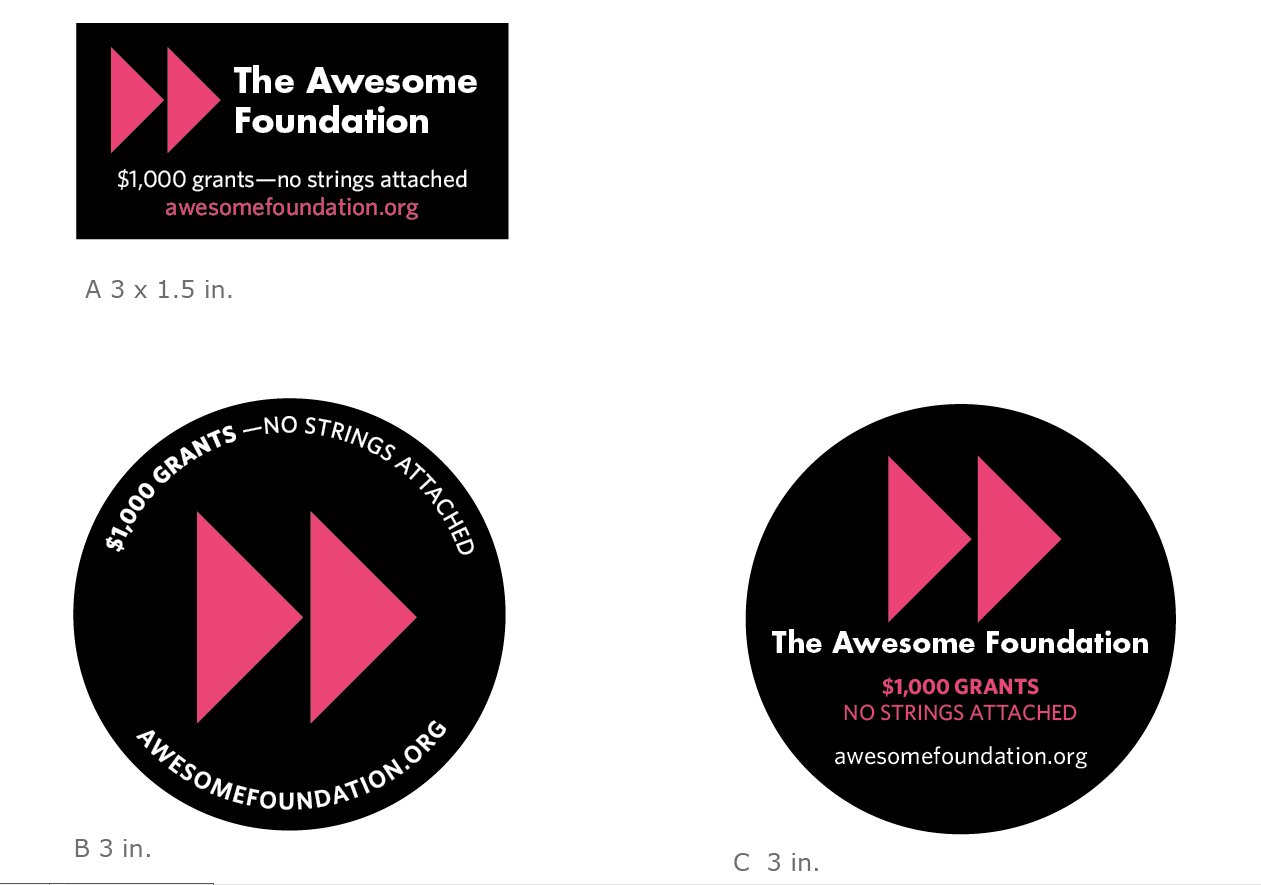 The Awesome
Foundation
$1,000 grants—no strings attached
awesomefoundation.org
A 3 x 1.5 in.
$1,000 GRANTS —NO STRINGS ATTACHED
AWESOMEFOUNDATION.ORG
B 3 in.
The Awesome Foundation
$1,000 GRANTS
NO STRINGS ATTACHED
awesomefoundation.org
C  3 in.